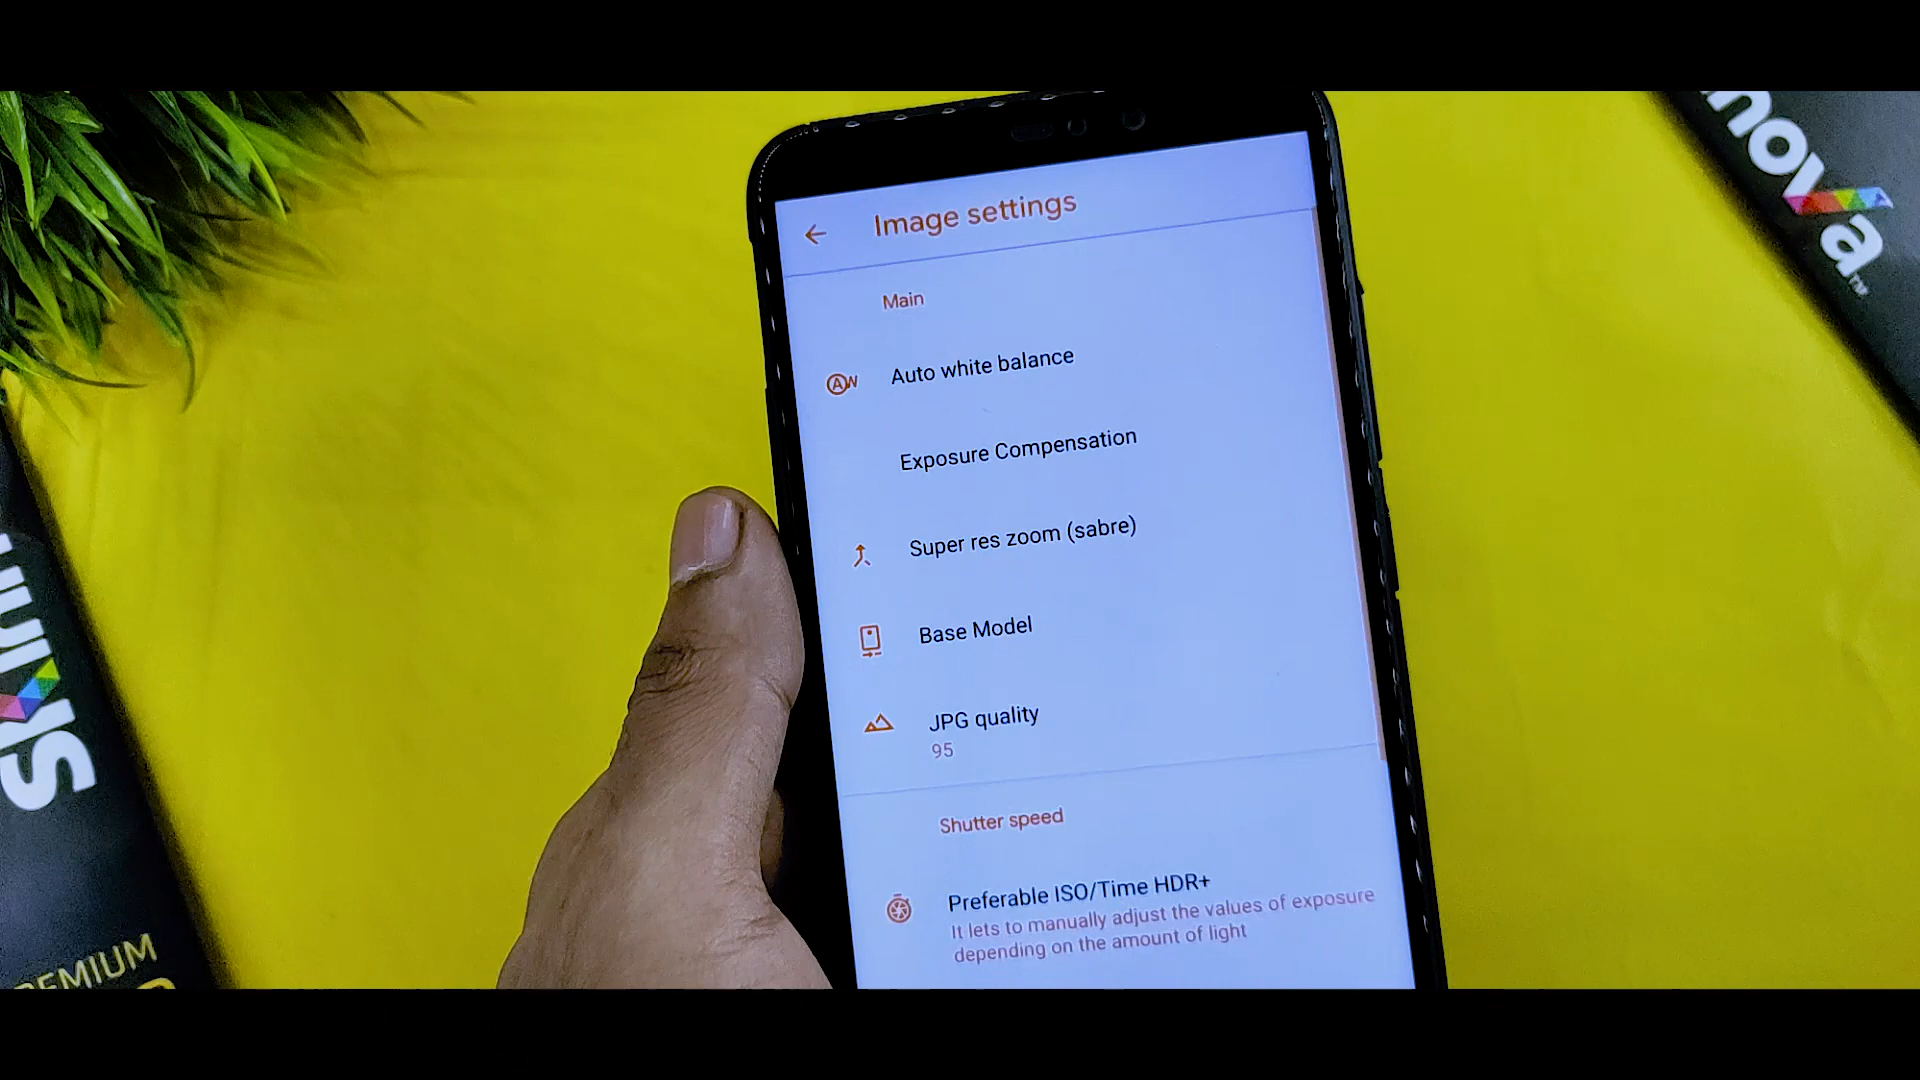 Image settings
Main
Auto white balance
Exposure Compensation
Super res zoom (sabre)
Base Model
JPG quality
95
Shutter speed
Preferable ISO/Time HDR+
It lets to manually adjust the values of exposure
depending on the amount of light
nova
TM